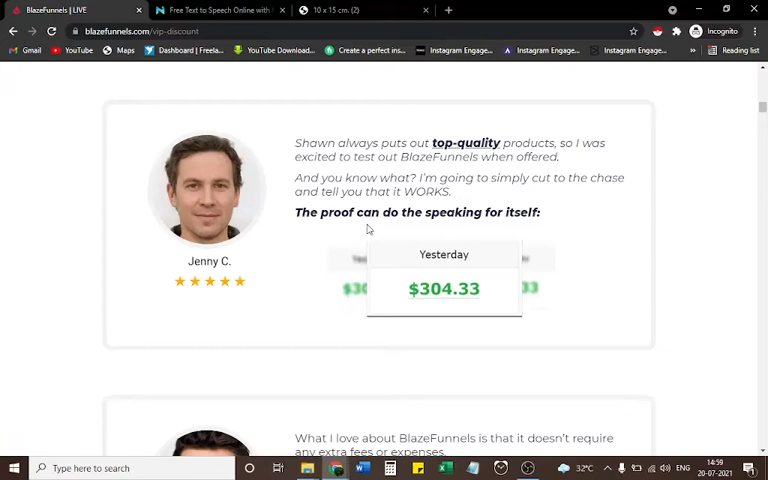 BlazeFunnels | LIVE
Free Text to Speech Online with
10 x 15 cm. (2)
blazefunnels.com/vip-discount
Incognito
Gmail
YouTube
Maps
Dashboard | Freela...
YouTube Download...
Create a perfect ins...
Instagram Engage...
Instagram Engage...
Instagram Engage...
Reading list
Shawn always puts out top-quality products, so I was
excited to test out BlazeFunnels when offered.
And you know what? I'm going to simply cut to the chase
and tell you that it WORKS.
The proof can do the speaking for itself:
Jenny C.
Yesterday
$304.33
What I love about BlazeFunnels is that it doesn't require
any extra fees or expenses.
Type here to search
32°C
ENG
14:59
20-07-2021